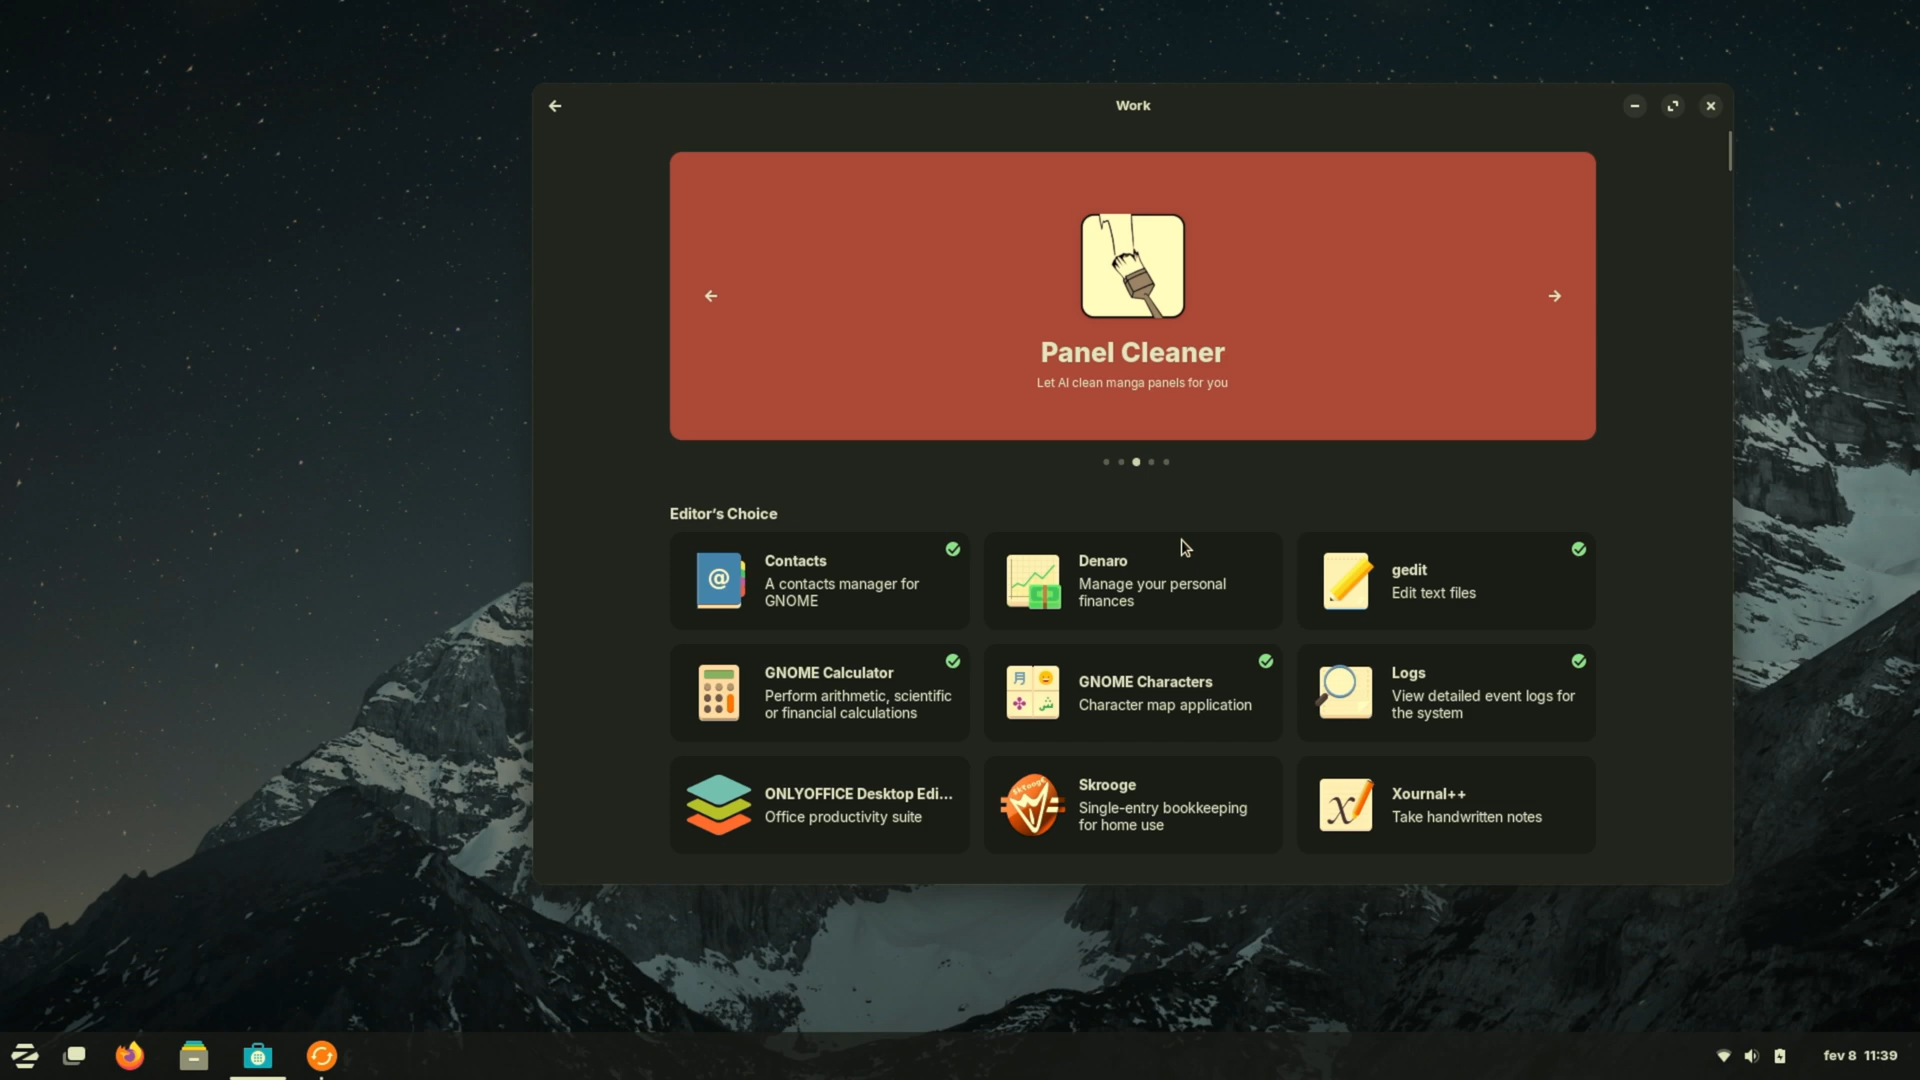 Work
Panel Cleaner
Let AI clean manga panels for you
Editor's Choice
Contacts
A contacts manager for
GNOME
Denaro
Manage your personal
finances
gedit
Edit text files
GNOME Calculator
Perform arithmetic, scientific
or financial calculations
GNOME Characters
Character map application
Logs
View detailed event logs for
the system
ONLYOFFICE Desktop Edi...
Office productivity suite
Skrooge
Single-entry bookkeeping
for home use
Xournal++
Take handwritten notes
fev 8 11:39